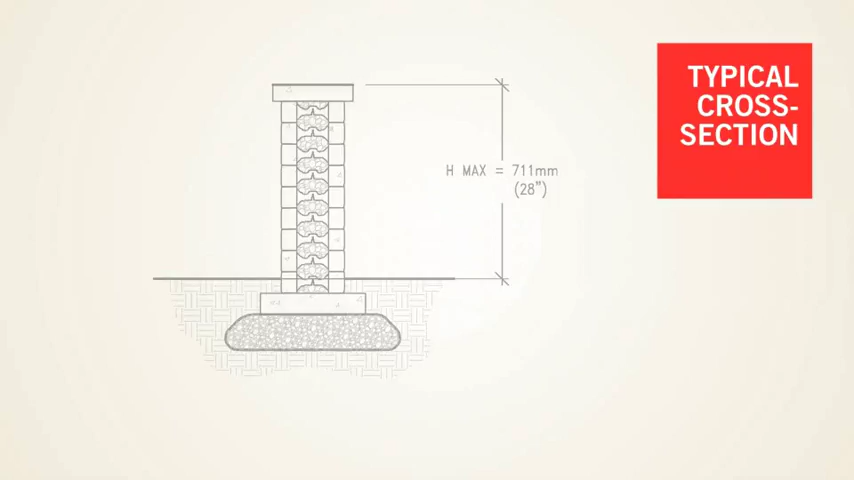 TYPICAL
CROSS-
SECTION
H MAX = 711mm
(28")